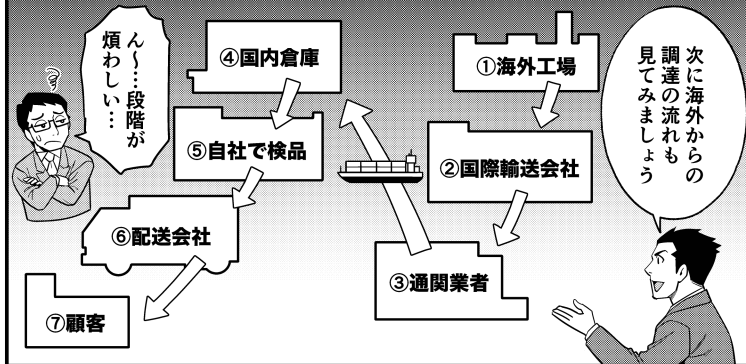 次に海外からの
調達の流れも
見てみましょう
①海外工場
②国際輸送会社
③通関業者
④国内倉庫
⑤自社で検品
⑥配送会社
⑦顧客
ん〜…段階が
煩わしい…